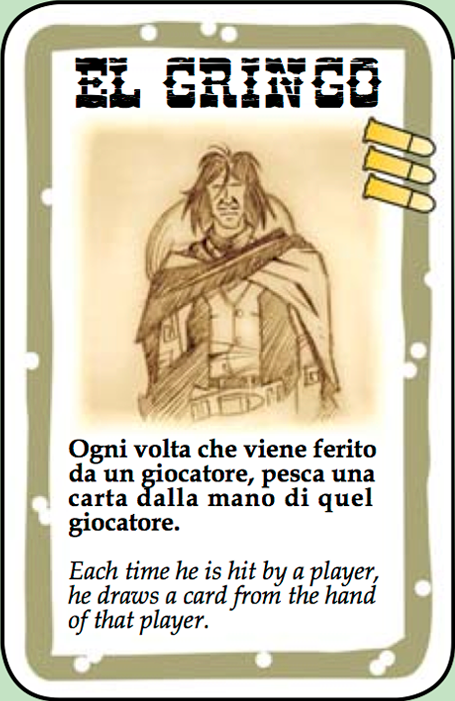 EL GRINGO
Ogni volta che viene ferito
da un giocatore, pesca una
carta dalla mano di quel
giocatore.
Each time he is hit by a player,
he draws a card from the hand
of that player.